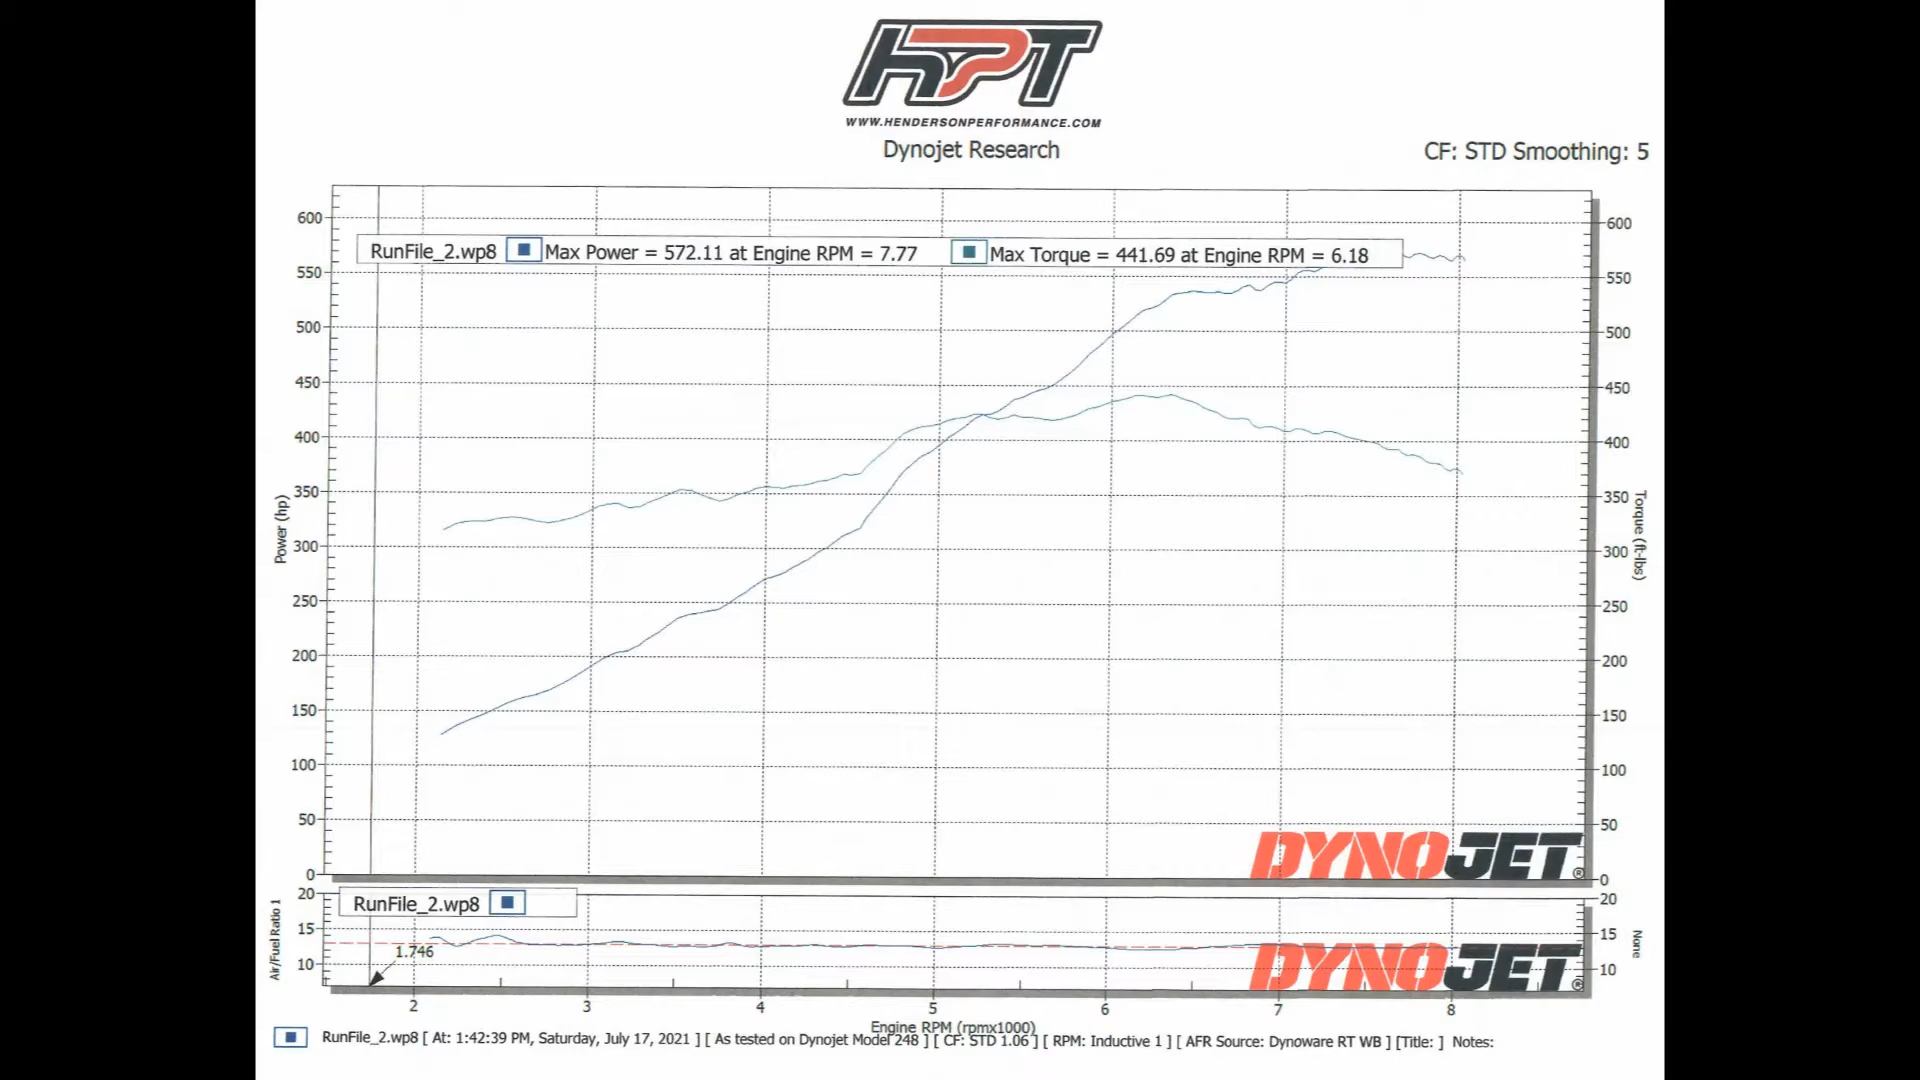 HPT
WWW.HENDERSONPERFORMANCE.COM
Dynojet Research
CF: STD Smoothing: 5
RunFile_2.wp8 Max Power = 572.11 at Engine RPM = 7.77 Max Torque = 441.69 at Engine RPM = 6.18
600
550
500
450
400
350
300
250
200
150
100
50
0
Power (hp)
600
550
500
450
400
350
300
250
200
150
100
50
0
Torque (ft-lbs)
DYNOJET®
RunFile_2.wp8
20
15
10
Air/Fuel Ratio 1
1.746
20
15
10
None
DYNOJET®
2 3 4 5 6 7 8
Engine RPM (rpmx1000)
RunFile_2.wp8 [ At: 1:42:39 PM, Saturday, July 17, 2021 ] [ As tested on Dynojet Model 248 ] [ CF: STD 1.06 ] [ RPM: Inductive 1 ] [ AFR Source: Dynoware RT WB ] [Title: ] Notes: